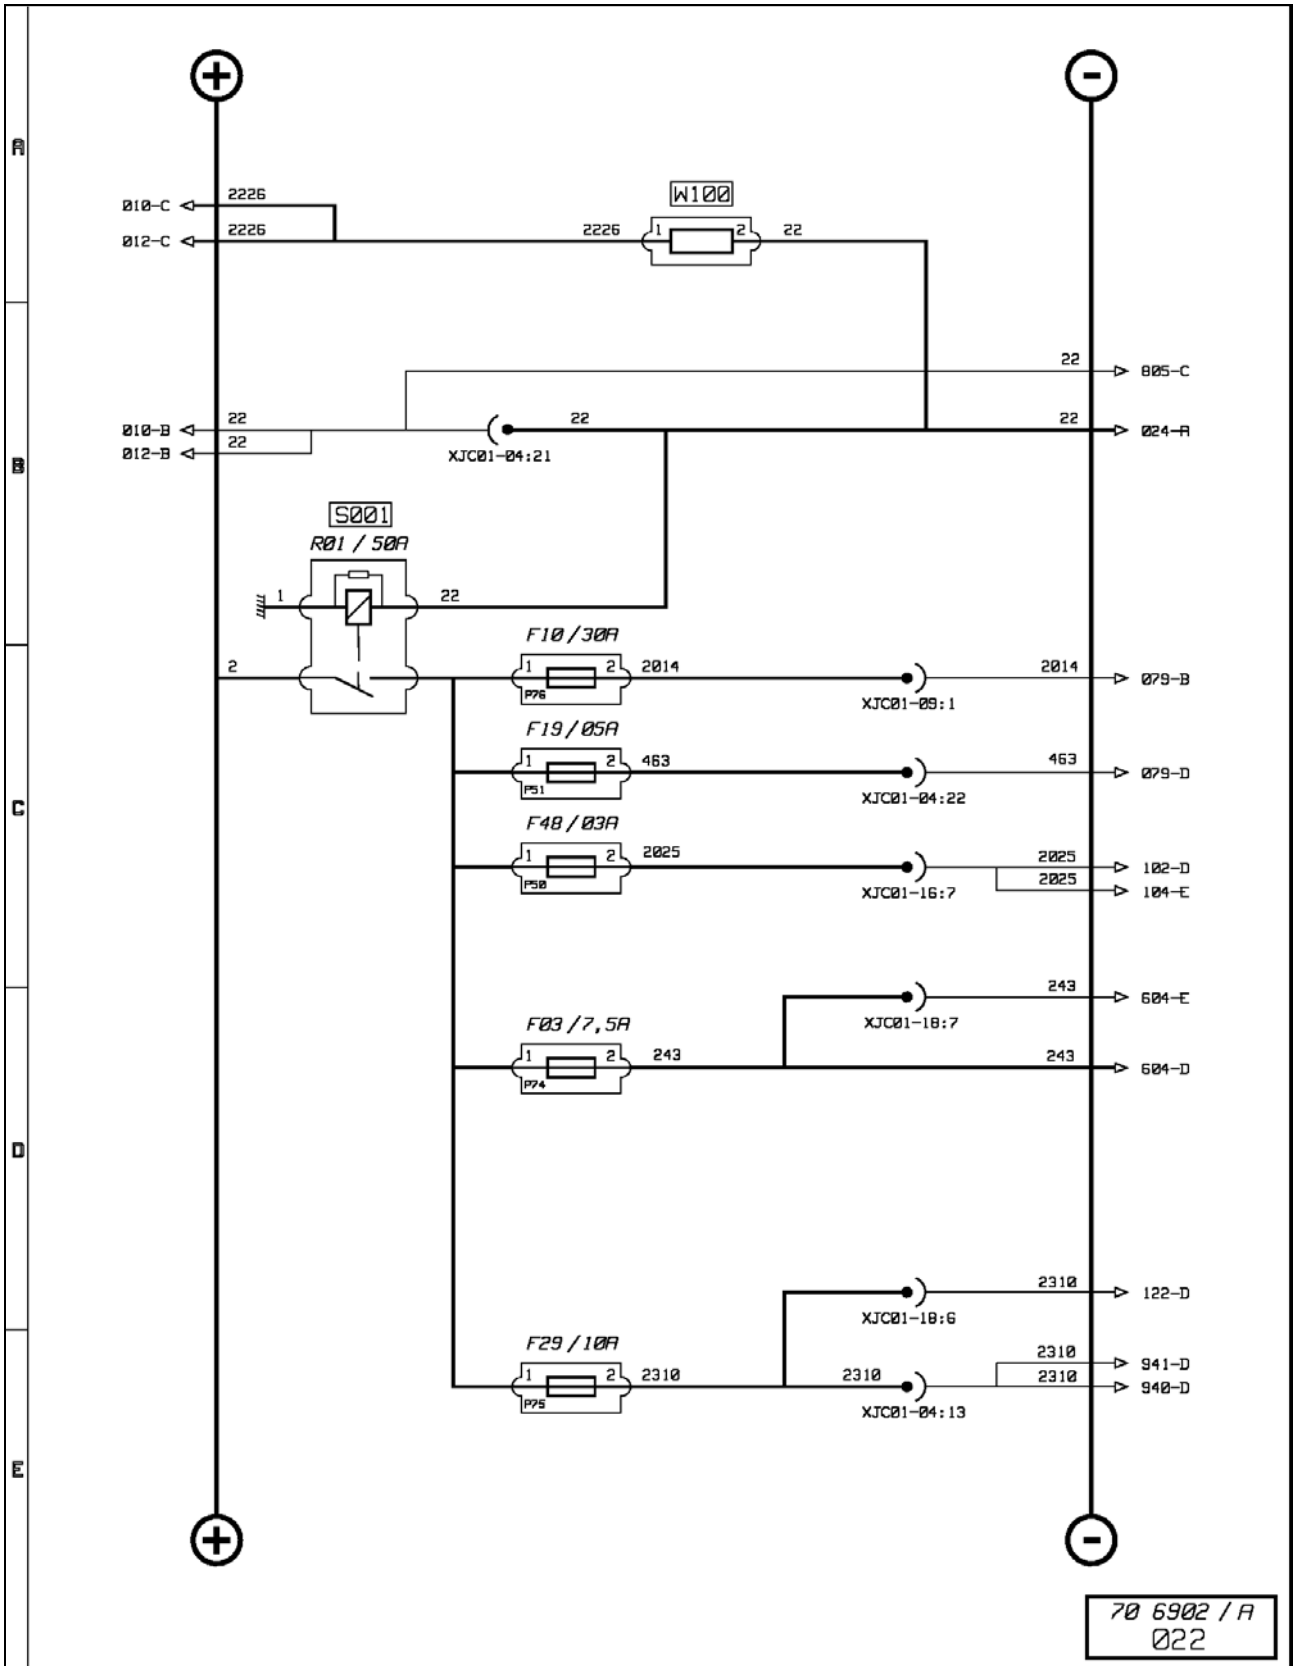 + -
A
W100
010-C 2226
012-C 2226 2226 1 2 22
22 805-C
010-B 22 22 22 024-A
012-B 22
XJC01-04:21
B
S001
R01 / 50A
1 22
F10 / 30A
2 1 2 2014 2014 079-B
P76 XJC01-09:1
F19 / 05A
1 2 463 463 079-D
P51 XJC01-04:22
C
F48 / 03A
1 2 2025 2025 102-D
P50 2025 104-E
XJC01-16:7
243 604-E
XJC01-18:7
F03 / 7,5A
1 2 243 243 604-D
P74
D
2310 122-D
XJC01-18:6
F29 / 10A
2310 941-D
1 2 2310 2310 2310 940-D
P75 XJC01-04:13
E
+ -
70 6902 / A
022